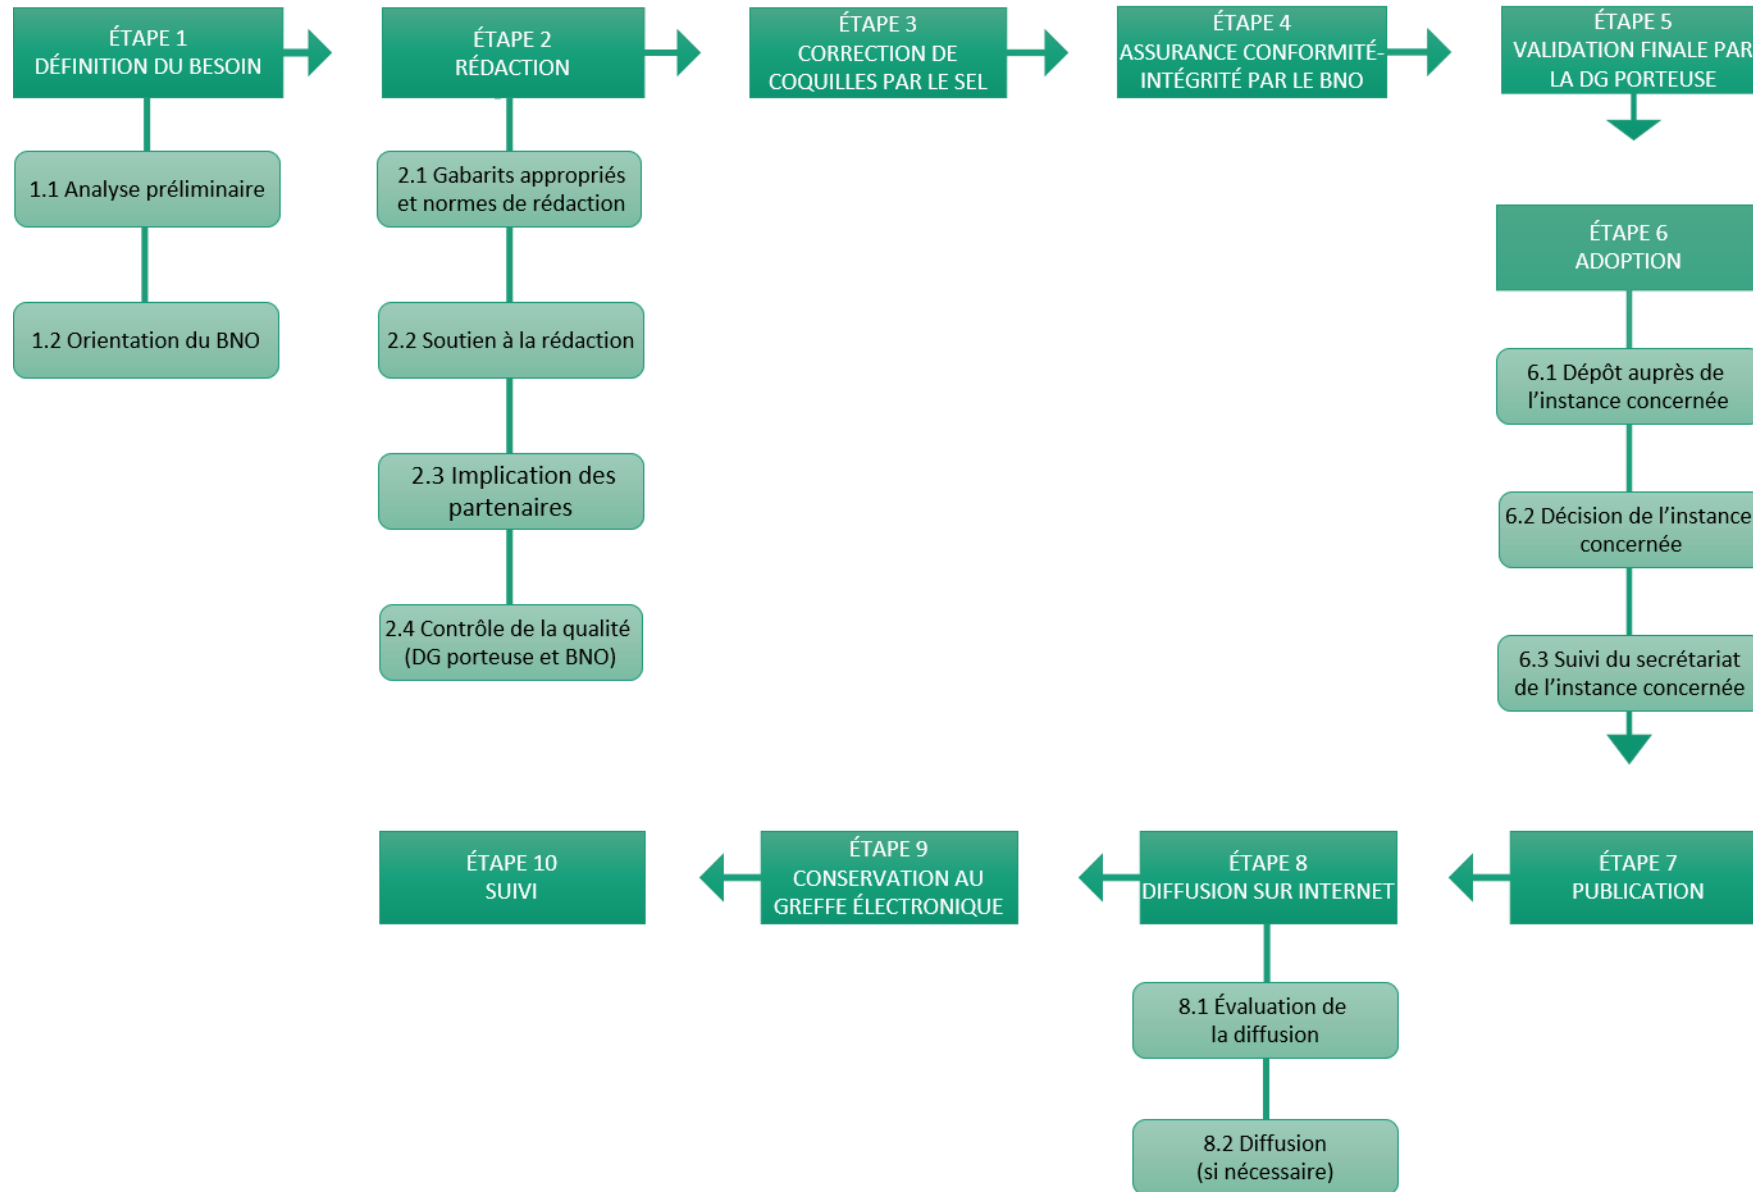 ÉTAPE 1
DÉFINITION DU BESOIN
1.1 Analyse préliminaire
1.2 Orientation du BNO
ÉTAPE 2
RÉDACTION
2.1 Gabarits appropriés
et normes de rédaction
2.2 Soutien à la rédaction
2.3 Implication des
partenaires
2.4 Contrôle de la qualité
(DG porteuse et BNO)
ÉTAPE 3
CORRECTION DE
COQUILLES PAR LE SEL
ÉTAPE 4
ASSURANCE CONFORMITÉ-
INTÉGRITÉ PAR LE BNO
ÉTAPE 5
VALIDATION FINALE PAR
LA DG PORTEUSE
ÉTAPE 6
ADOPTION
6.1 Dépôt auprès de
l’instance concernée
6.2 Décision de l’instance
concernée
6.3 Suivi du secrétariat
de l’instance concernée
ÉTAPE 7
PUBLICATION
ÉTAPE 8
DIFFUSION SUR INTERNET
8.1 Évaluation de
la diffusion
8.2 Diffusion
(si nécessaire)
ÉTAPE 9
CONSERVATION AU
GREFFE ÉLECTRONIQUE
ÉTAPE 10
SUIVI